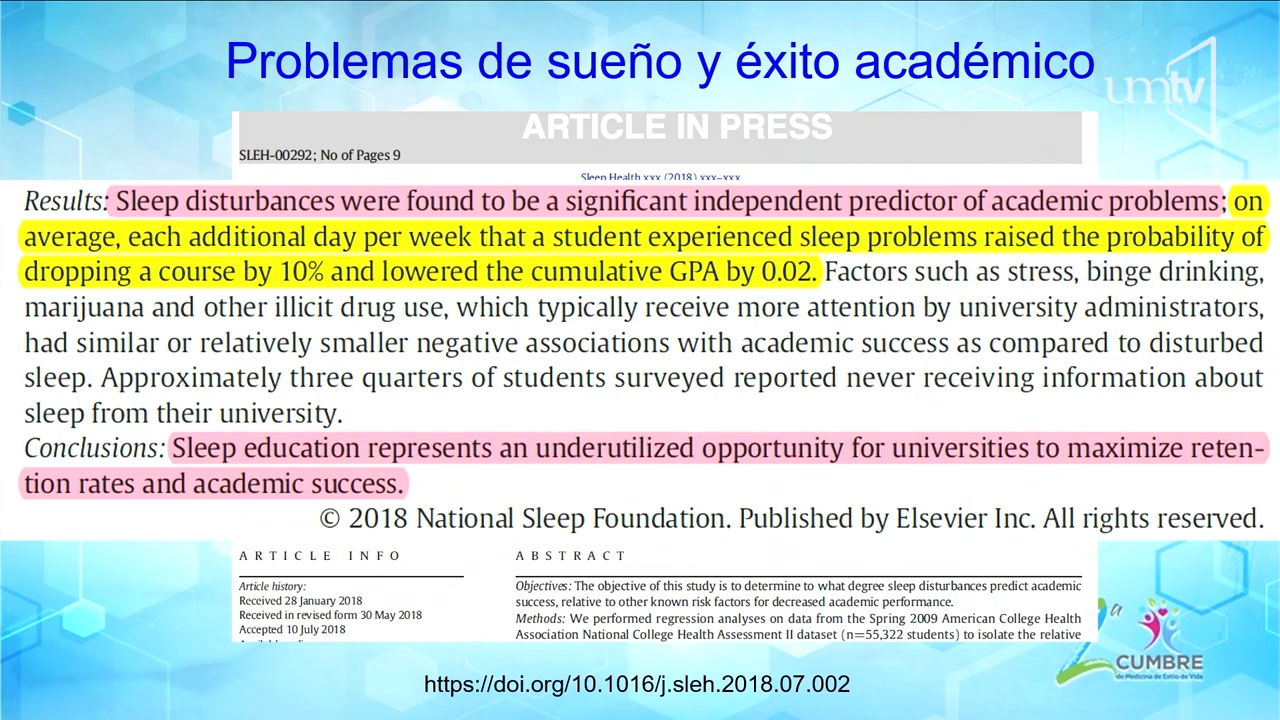 Problemas de sueño y éxito académico
umtv
ARTICLE IN PRESS
SLEH-00292; No of Pages 9
Sleep Health xxx (2018) xxx–xxx
Results: Sleep disturbances were found to be a significant independent predictor of academic problems; on
average, each additional day per week that a student experienced sleep problems raised the probability of
dropping a course by 10% and lowered the cumulative GPA by 0.02. Factors such as stress, binge drinking,
marijuana and other illicit drug use, which typically receive more attention by university administrators,
had similar or relatively smaller negative associations with academic success as compared to disturbed
sleep. Approximately three quarters of students surveyed reported never receiving information about
sleep from their university.
Conclusions: Sleep education represents an underutilized opportunity for universities to maximize reten-
tion rates and academic success.
© 2018 National Sleep Foundation. Published by Elsevier Inc. All rights reserved.
ARTICLE INFO
Article history:
Received 28 January 2018
Received in revised form 30 May 2018
Accepted 10 July 2018
ABSTRACT
Objectives: The objective of this study is to determine to what degree sleep disturbances predict academic
success, relative to other known risk factors for decreased academic performance.
Methods: We performed regression analyses on data from the Spring 2009 American College Health
Association National College Health Assessment II dataset (n=55,322 students) to isolate the relative
2ª
CUMBRE
de Medicina de Estilo de Vida
https://doi.org/10.1016/j.sleh.2018.07.002